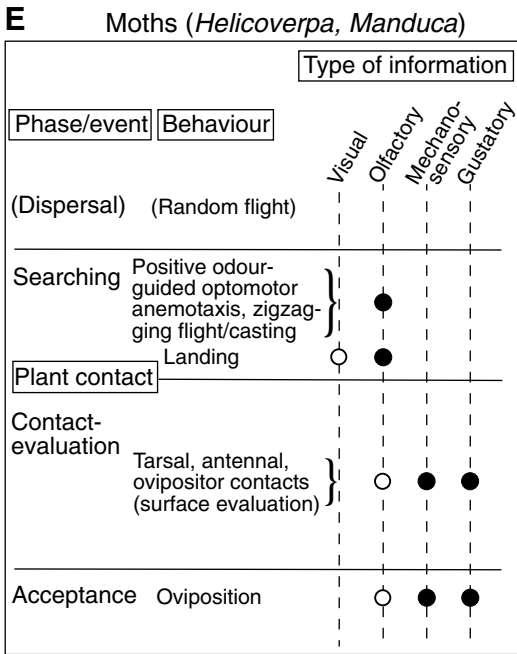 E
Moths (Helicoverpa, Manduca)
Type of information
Phase/event
Behaviour
Visual
Olfactory
Mechano-
sensory
Gustatory
(Dispersal)
(Random flight)
Searching
Positive odour-
guided optomotor
anemotaxis, zigzag-
ging flight/casting
Landing
Plant contact
Contact-
evaluation
Tarsal, antennal,
ovipositor contacts
(surface evaluation)
Acceptance
Oviposition